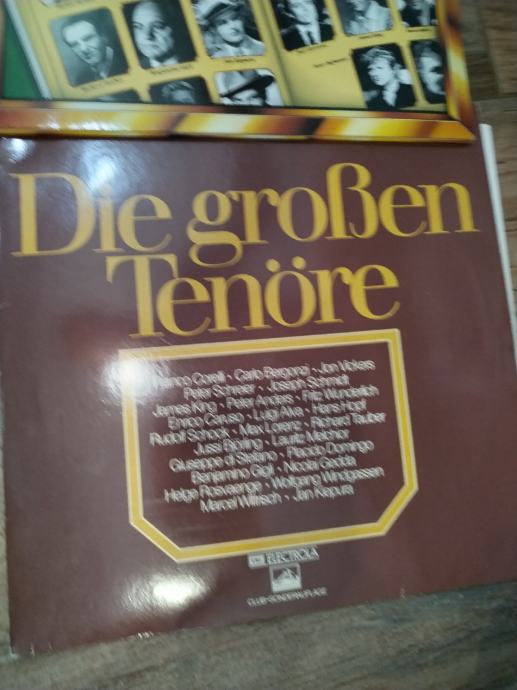 Die großen
Tenöre
Franco Corelli · Carlo Bergonzi · Jon Vickers
Peter Schreier · Joseph Schmidt
James King · Peter Anders · Fritz Wunderlich
Enrico Caruso · Luigi Alva · Hans Hopf
Rudolf Schock · Max Lorenz · Richard Tauber
Jussi Björling · Lauritz Melchior
Giuseppe di Stefano · Placido Domingo
Benjamino Gigli · Nicolai Gedda
Helge Rosvaenge · Wolfgang Windgassen
Marcel Wittrisch · Jan Kiepura
EMI ELECTROLA
CLUB-SONDERAUFLAGE